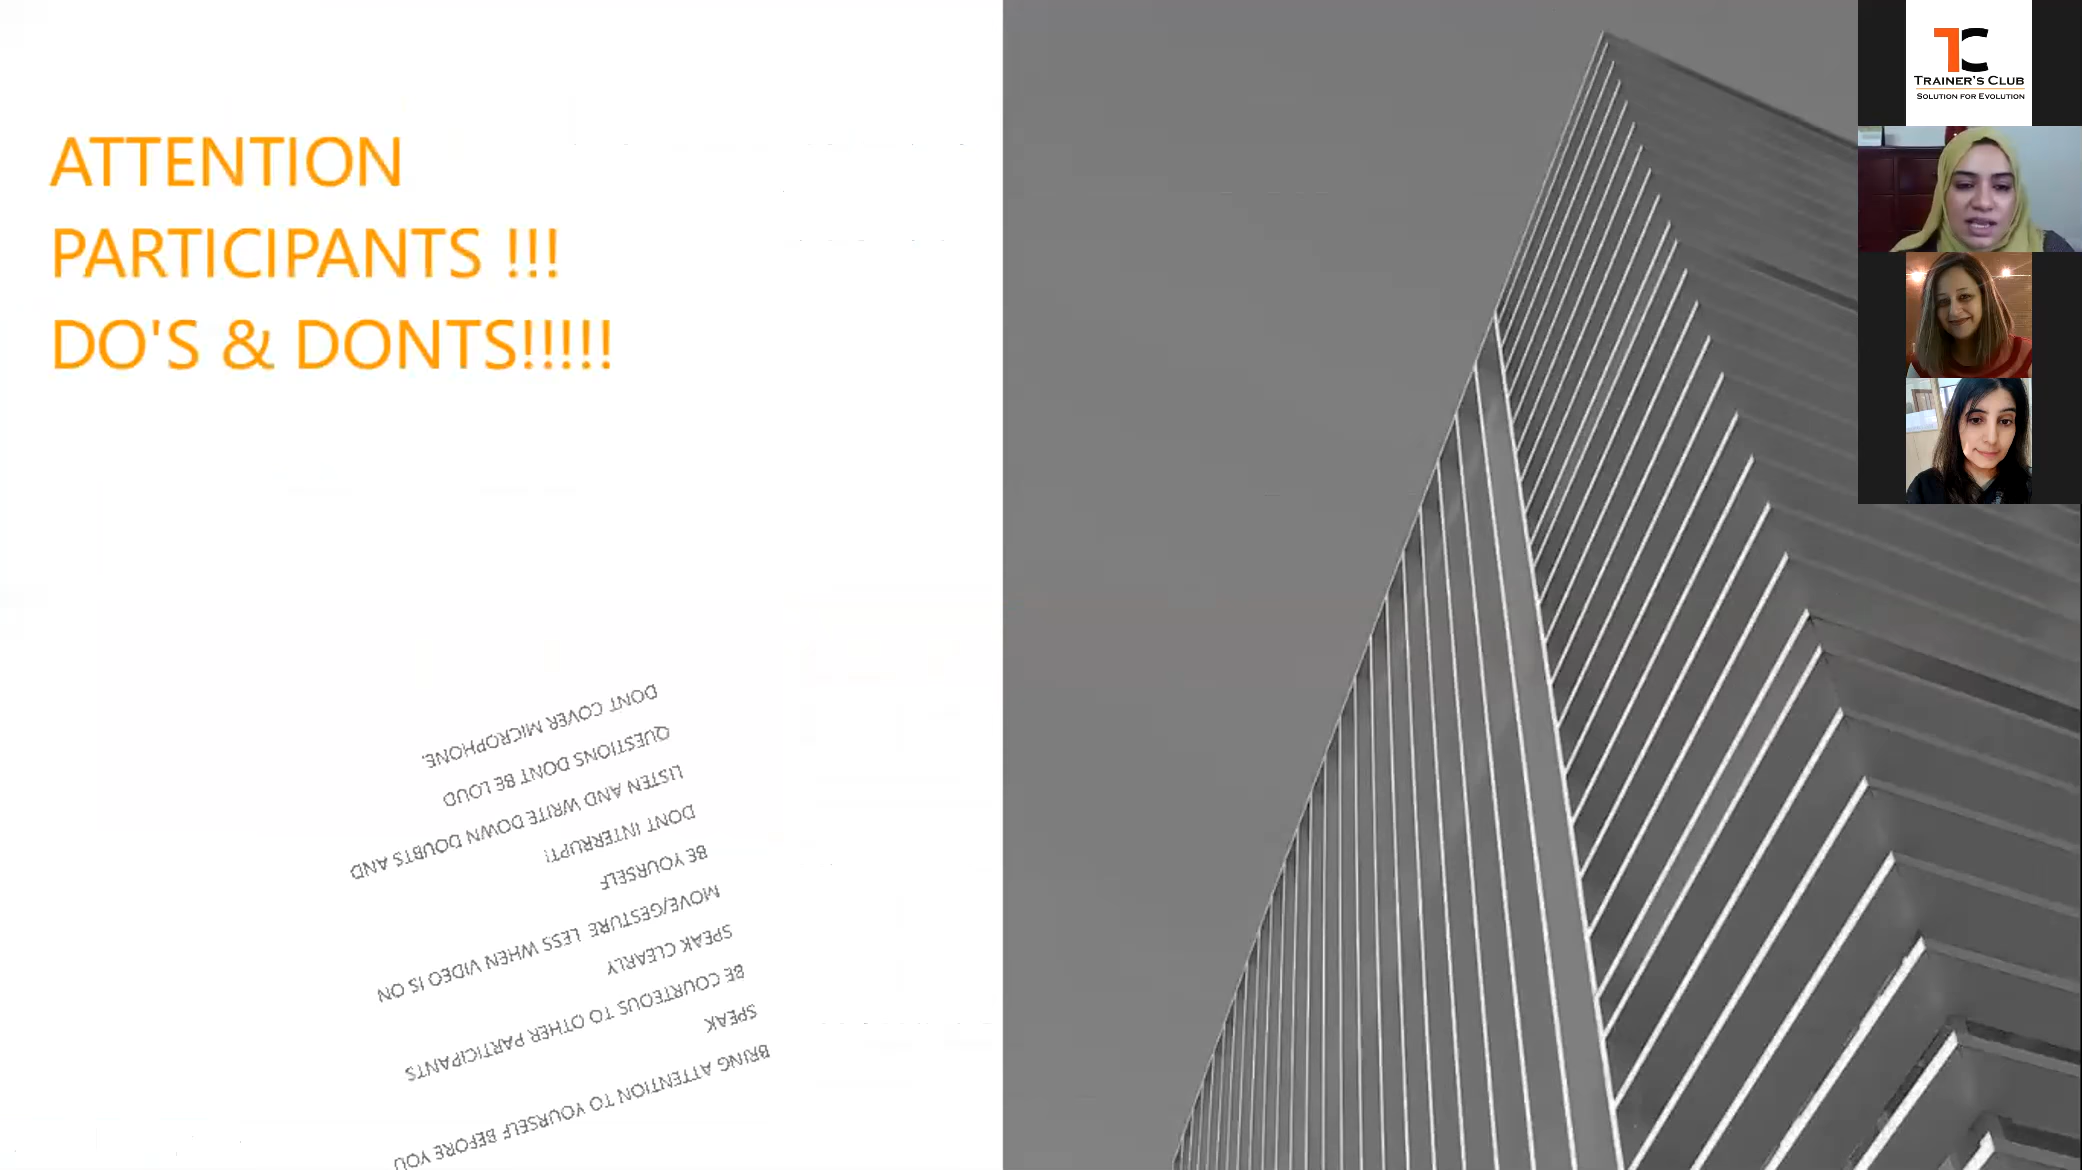 ATTENTION
PARTICIPANTS !!!
DO'S & DONTS!!!!!
BRING ATTENTION TO YOURSELF BEFORE YOU
SPEAK
BE COURTEOUS TO OTHER PARTICIPANTS
SPEAK CLEARLY
MOVE/GESTURE LESS WHEN VIDEO IS ON
BE YOURSELF
DONT INTERRUPT!
LISTEN AND WRITE DOWN DOUBTS AND
QUESTIONS DONT BE LOUD
DONT COVER MICROPHONE.
TC
TRAINER'S CLUB
SOLUTION FOR EVOLUTION